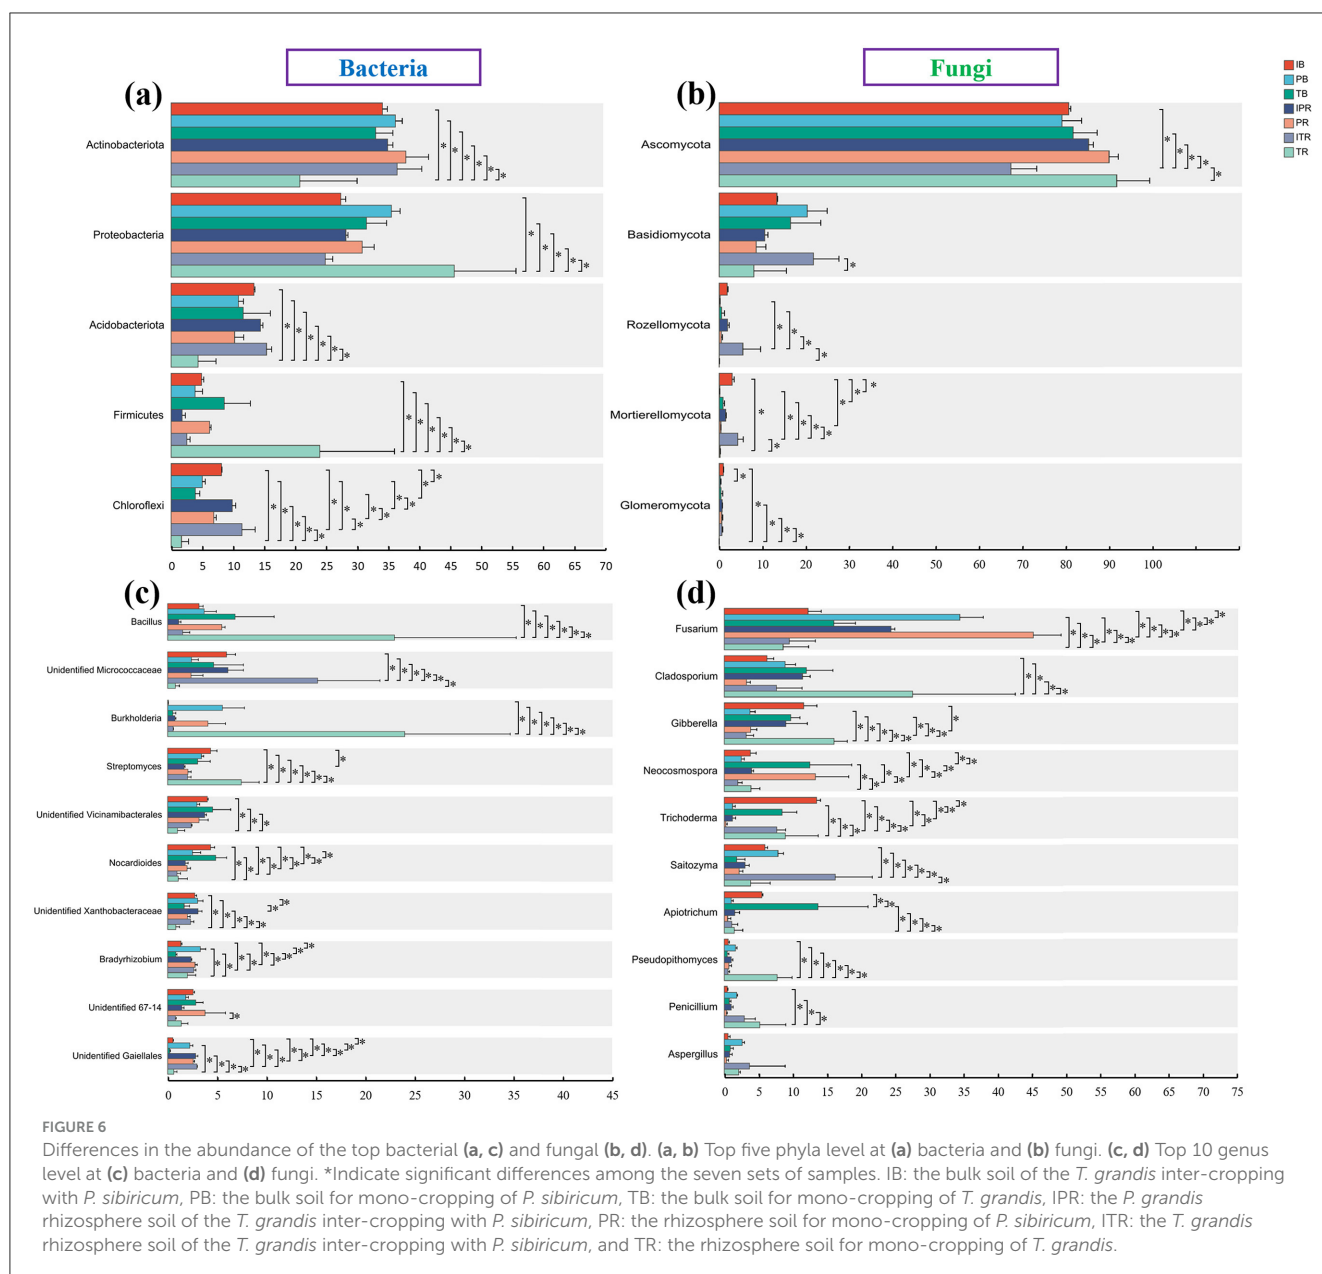 Bacteria
Fungi
(a)
Actinobacteriota
Proteobacteria
Acidobacteriota
Firmicutes
Chloroflexi
0 5 10 15 20 25 30 35 40 45 50 55 60 65 70
(b)
Ascomycota
Basidiomycota
Rozellomycota
Mortierellomycota
Glomeromycota
0 10 20 30 40 50 60 70 80 90 100
IB
PB
TB
IPR
PR
ITR
TR
(c)
Bacillus
Unidentified Micrococcaceae
Burkholderia
Streptomyces
Unidentified Vicinamibacterales
Nocardioides
Unidentified Xanthobacteraceae
Bradyrhizobium
Unidentified 67-14
Unidentified Gaiellales
0 5 10 15 20 25 30 35 40 45
(d)
Fusarium
Cladosporium
Gibberella
Neocosmospora
Trichoderma
Saitozyma
Apiotrichum
Pseudopithomyces
Penicillium
Aspergillus
0 5 10 15 20 25 30 35 40 45 50 55 60 65 70 75
FIGURE 6
Differences in the abundance of the top bacterial (a, c) and fungal (b, d). (a, b) Top five phyla level at (a) bacteria and (b) fungi. (c, d) Top 10 genus
level at (c) bacteria and (d) fungi. *Indicate significant differences among the seven sets of samples. IB: the bulk soil of the T. grandis inter-cropping
with P. sibiricum, PB: the bulk soil for mono-cropping of P. sibiricum, TB: the bulk soil for mono-cropping of T. grandis, IPR: the P. grandis
rhizosphere soil of the T. grandis inter-cropping with P. sibiricum, PR: the rhizosphere soil for mono-cropping of P. sibiricum, ITR: the T. grandis
rhizosphere soil of the T. grandis inter-cropping with P. sibiricum, and TR: the rhizosphere soil for mono-cropping of T. grandis.